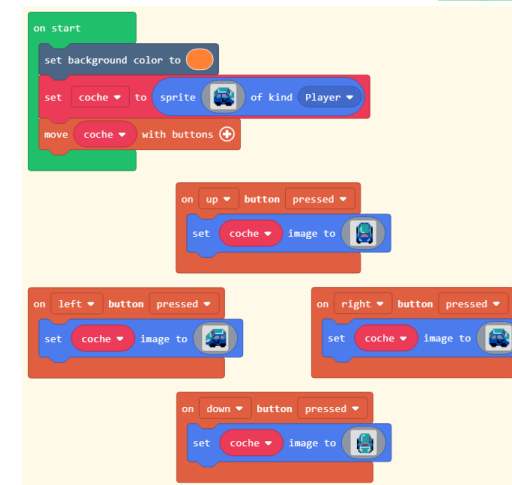 on start
set background color to
set coche to sprite of kind Player
move coche with buttons
on up button pressed
set coche image to
on left button pressed
set coche image to
on right button pressed
set coche image to
on down button pressed
set coche image to